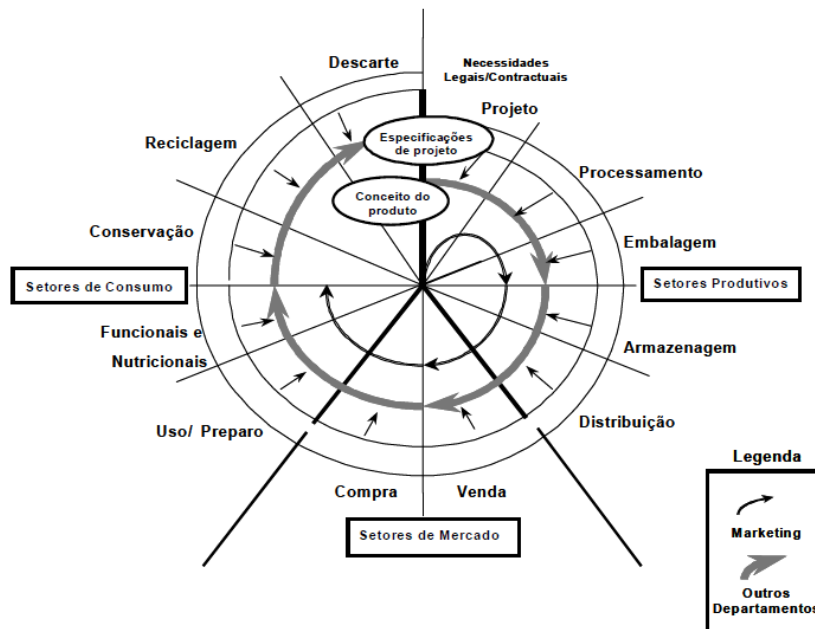 Descarte
Necessidades
Legais/Contractuais
Projeto
Especificações
de projeto
Reciclagem
Processamento
Conceito do
produto
Conservação
Embalagem
Setores de Consumo
Setores Produtivos
Funcionais e
Nutricionais
Armazenagem
Uso/ Preparo
Distribuição
Compra
Venda
Setores de Mercado
Legenda
Marketing
Outros
Departamentos